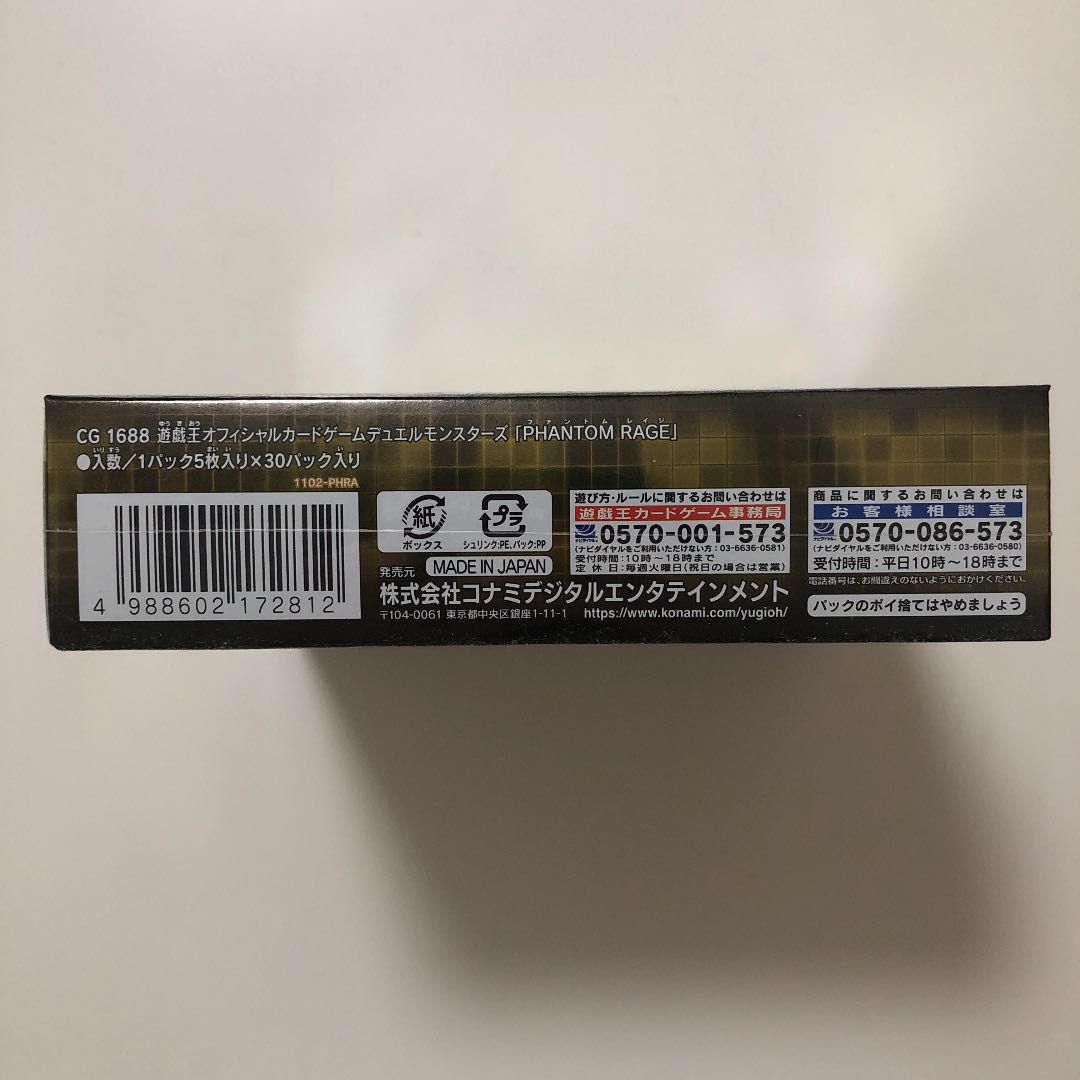 CG 1688 遊戯王オフィシャルカードゲームデュエルモンスターズ「PHANTOM RAGE」
●入数/1パック5枚入り×30パック入り
1102-PHRA
4 988602 172812
紙
ボックス
プラ
シュリンク:PE、パック:PP
発売元
MADE IN JAPAN
株式会社コナミデジタルエンタテインメント
〒104-0061 東京都中央区銀座1-11-1 https://www.konami.com/yugioh/
遊び方・ルールに関するお問い合わせは
遊戯王カードゲーム事務局
ナビダイヤル 0570-001-573
(ナビダイヤルをご利用いただけない方:03-6636-0581)
受付時間:10時~18時まで
定休日:毎週火曜日(祝日の場合は営業)
商品に関するお問い合わせは
お客様相談室
ナビダイヤル 0570-086-573
(ナビダイヤルをご利用いただけない方:03-6636-0580)
受付時間:平日10時~18時まで
電話番号は、お間違えのないようにおかけください。
パックのポイ捨てはやめましょう